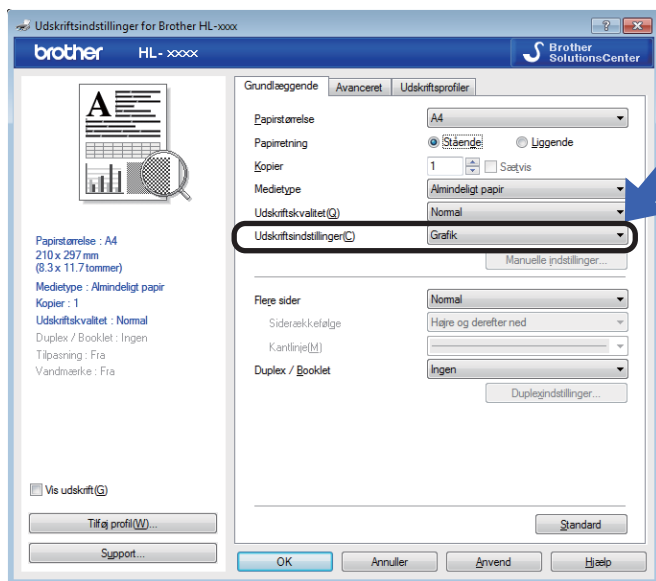 Udskriftsindstillinger for Brother HL-xxxx
brother HL- xxxx
Brother
SolutionsCenter
A
Papirstørrelse : A4
210 x 297 mm
(8.3 x 11.7 tommer)
Medietype : Almindeligt papir
Kopier : 1
Udskriftskvalitet : Normal
Duplex / Booklet : Ingen
Tilpasning : Fra
Vandmærke : Fra
Vis udskrift(G)
Tilføj profil(W)...
Support...
Grundlæggende Avanceret Udskriftsprofiler
Papirstørrelse A4
Papirretning Stående Liggende
Kopier 1 Sætvis
Medietype Almindeligt papir
Udskriftskvalitet(Q) Normal
Udskriftsindstillinger(C) Grafik
Manuelle indstillinger...
Flere sider Normal
Siderækkefølge Højre og derefter ned
Kantlinje(M)
Duplex / Booklet Ingen
Duplexindstillinger...
Standard
OK Annuller Anvend Hjælp